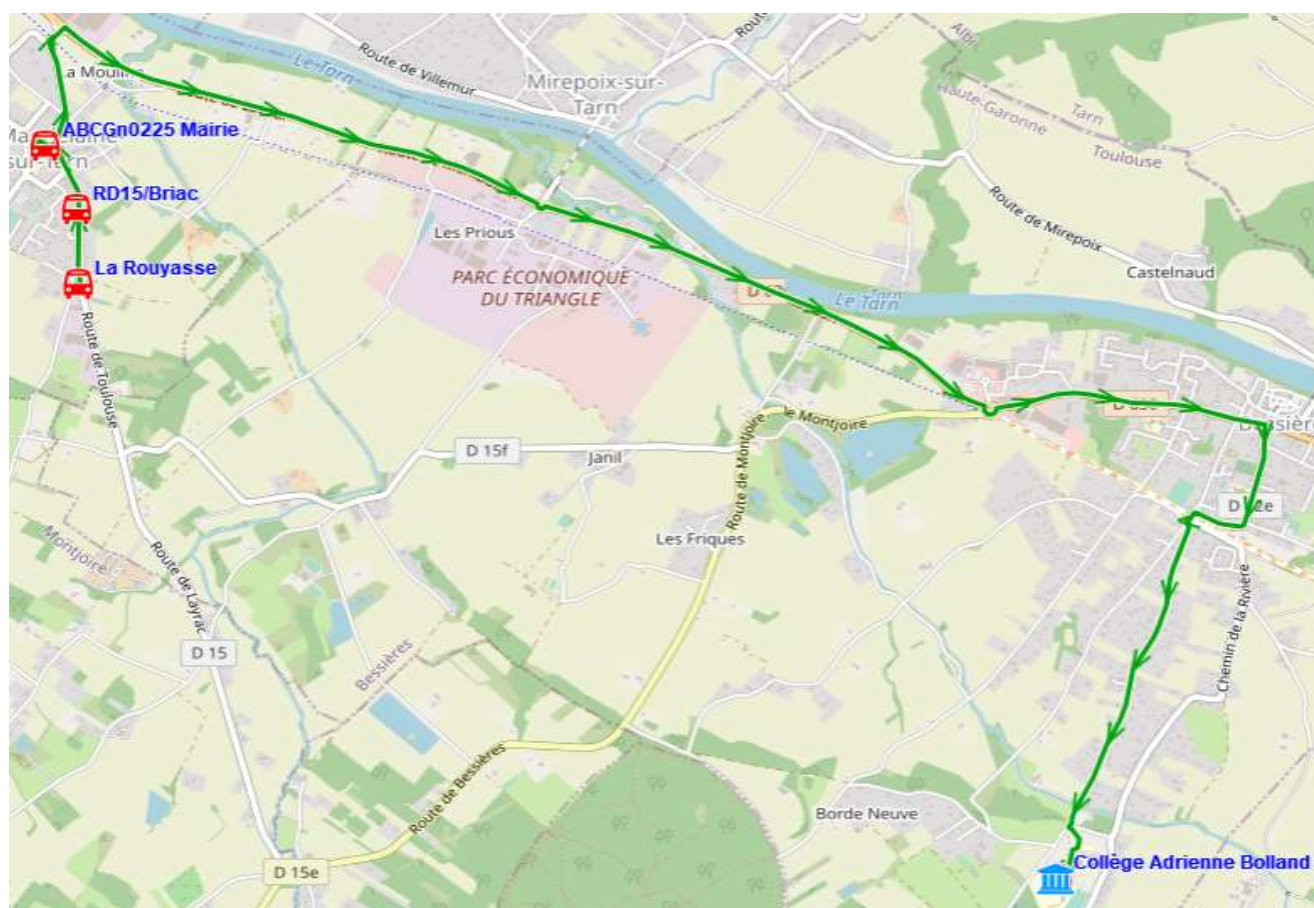 Route de Villemur
Le Tarn
Mirepoix-sur-
Tarn
Albi
Haute-Garonne
Tarn
Toulouse
ABCGn0225 Mairie
sur-Tarn
RD15/Briac
La Rouyasse
Route de Toulouse
Les Prious
PARC ÉCONOMIQUE
DU TRIANGLE
Route de Mirepoix
Castelnaud
Le Tarn
Tarn
le Montjoire
Route de Montjoire
D 15f
Janil
Les Friques
Montjoire
Route de Layrac
D 15
Bessières
Chemin de la Rivière
Route de Bessières
Borde Neuve
D 15e
Collège Adrienne Bolland